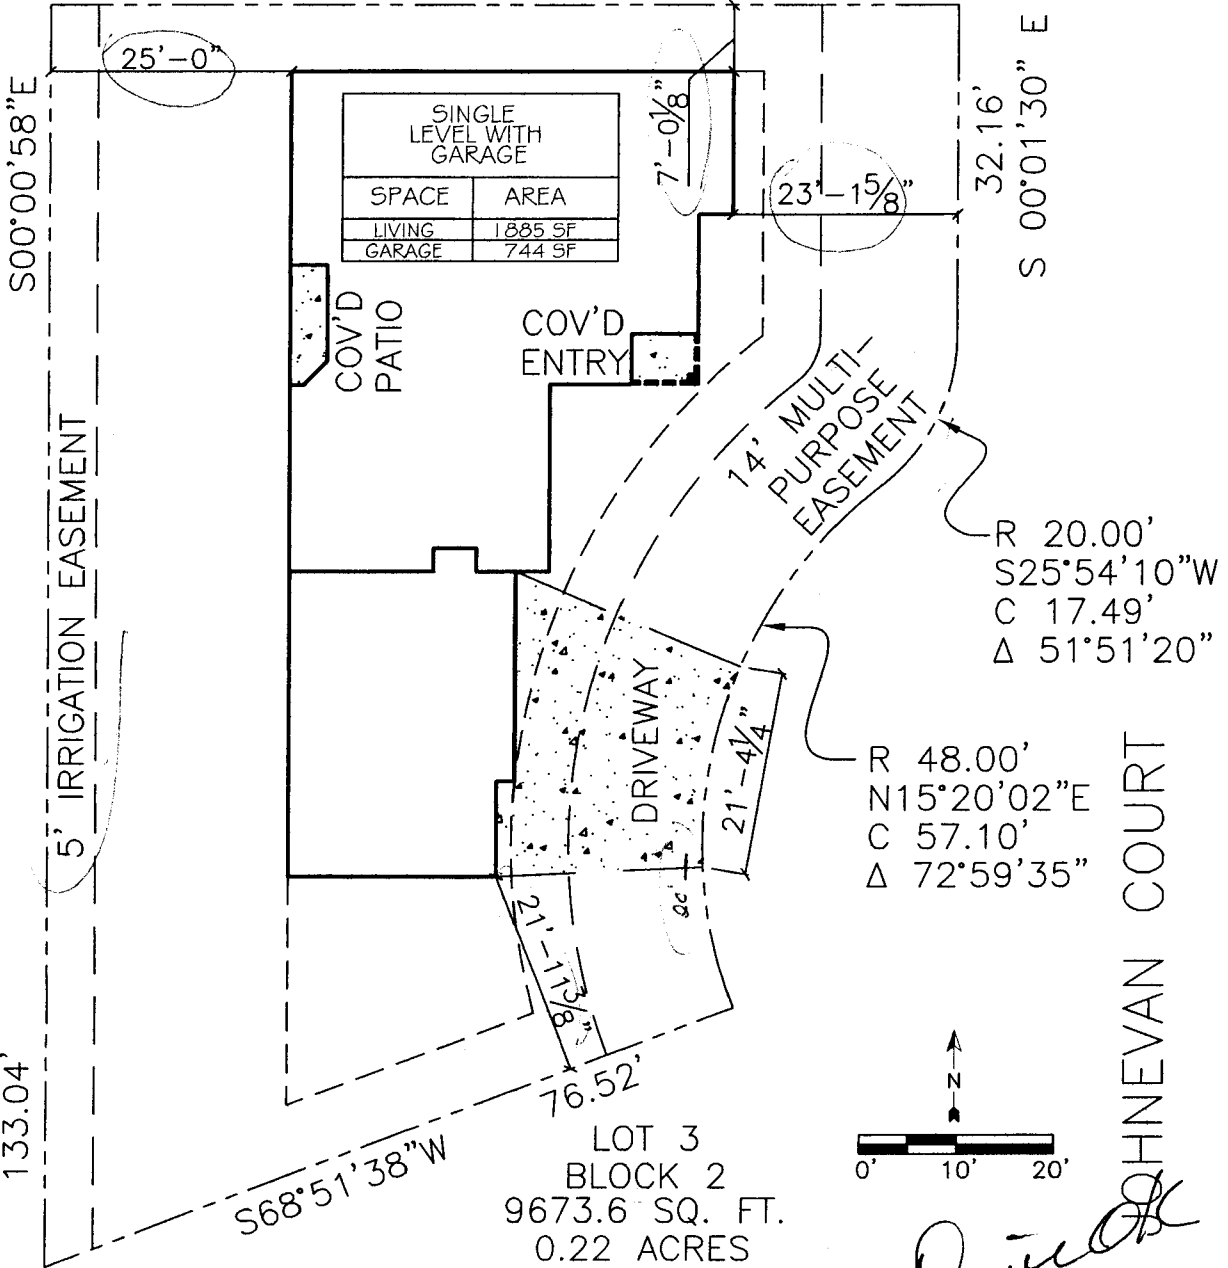 25'-0"
S00°00'58"E
SINGLE
LEVEL WITH
GARAGE
SPACE AREA
LIVING 1885 SF
GARAGE 744 SF
7'-0⅛"
23'-1⅝"
32.16'
S 00°01'30" E
COV'D
PATIO
COV'D
ENTRY
14' MULTI-
PURPOSE
EASEMENT
R 20.00'
S25°54'10"W
C 17.49'
Δ 51°51'20"
5' IRRIGATION EASEMENT
DRIVEWAY
21'-4¼"
R 48.00'
N15°20'02"E
C 57.10'
Δ 72°59'35"
21'-11⅜"
133.04'
76.52'
S68°51'38"W
LOT 3
BLOCK 2
9673.6 SQ. FT.
0.22 ACRES
N
0' 10' 20'
OHNEVAN COURT